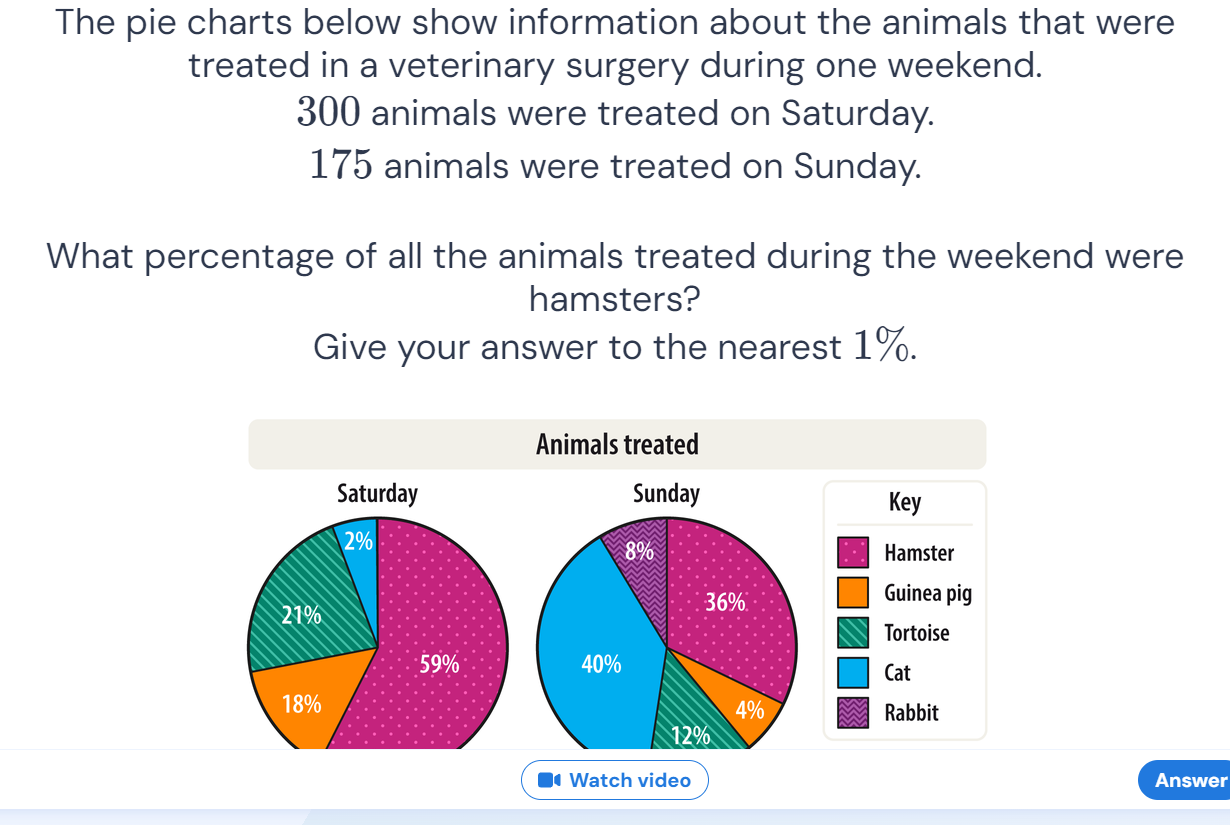 The pie charts below show information about the animals that were
treated in a veterinary surgery during one weekend.
300 animals were treated on Saturday.
175 animals were treated on Sunday.
What percentage of all the animals treated during the weekend were
hamsters?
Give your answer to the nearest 1%.
Animals treated
Saturday
2%
21%
59%
18%
Sunday
8%
36%
40%
4%
12%
Key
Hamster
Guinea pig
Tortoise
Cat
Rabbit
Watch video
Answer